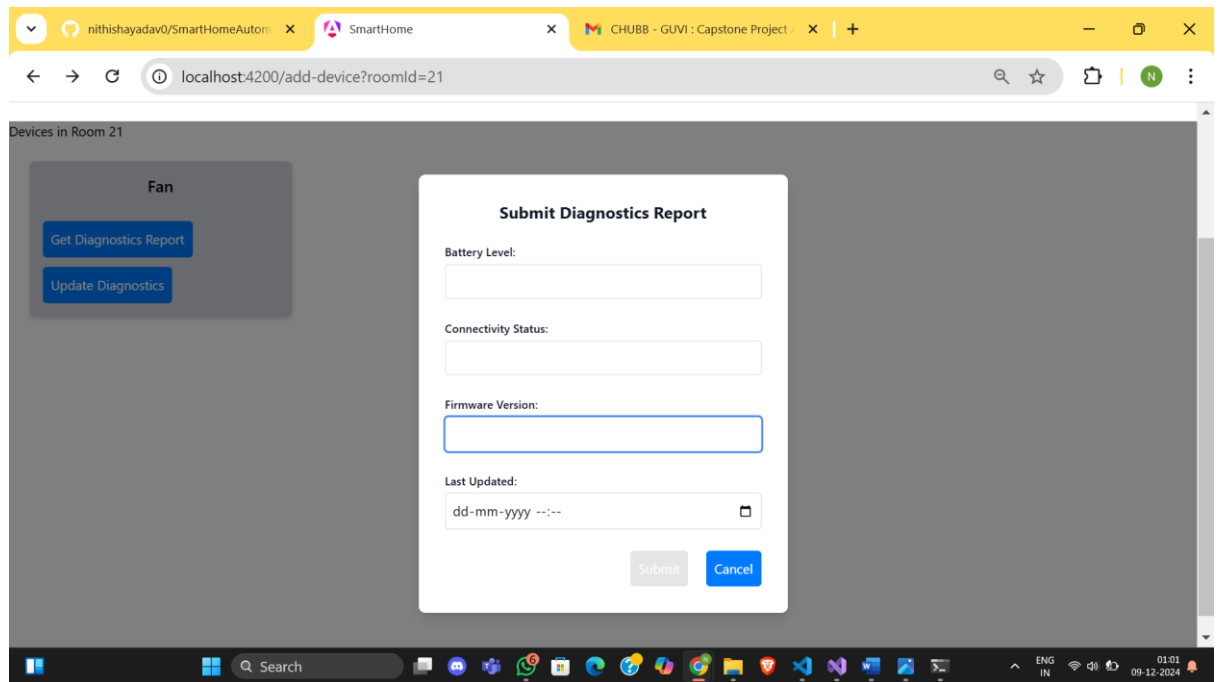 nithishayadav0/SmartHomeAutom
SmartHome
CHUBB - GUVI : Capstone Project /
localhost:4200/add-device?roomId=21
N
Devices in Room 21
Fan
Get Diagnostics Report
Update Diagnostics
Submit Diagnostics Report
Battery Level:
Connectivity Status:
Firmware Version:
Last Updated:
dd-mm-yyyy --:--
Submit
Cancel
Search
6
ENG
IN
01:01
09-12-2024